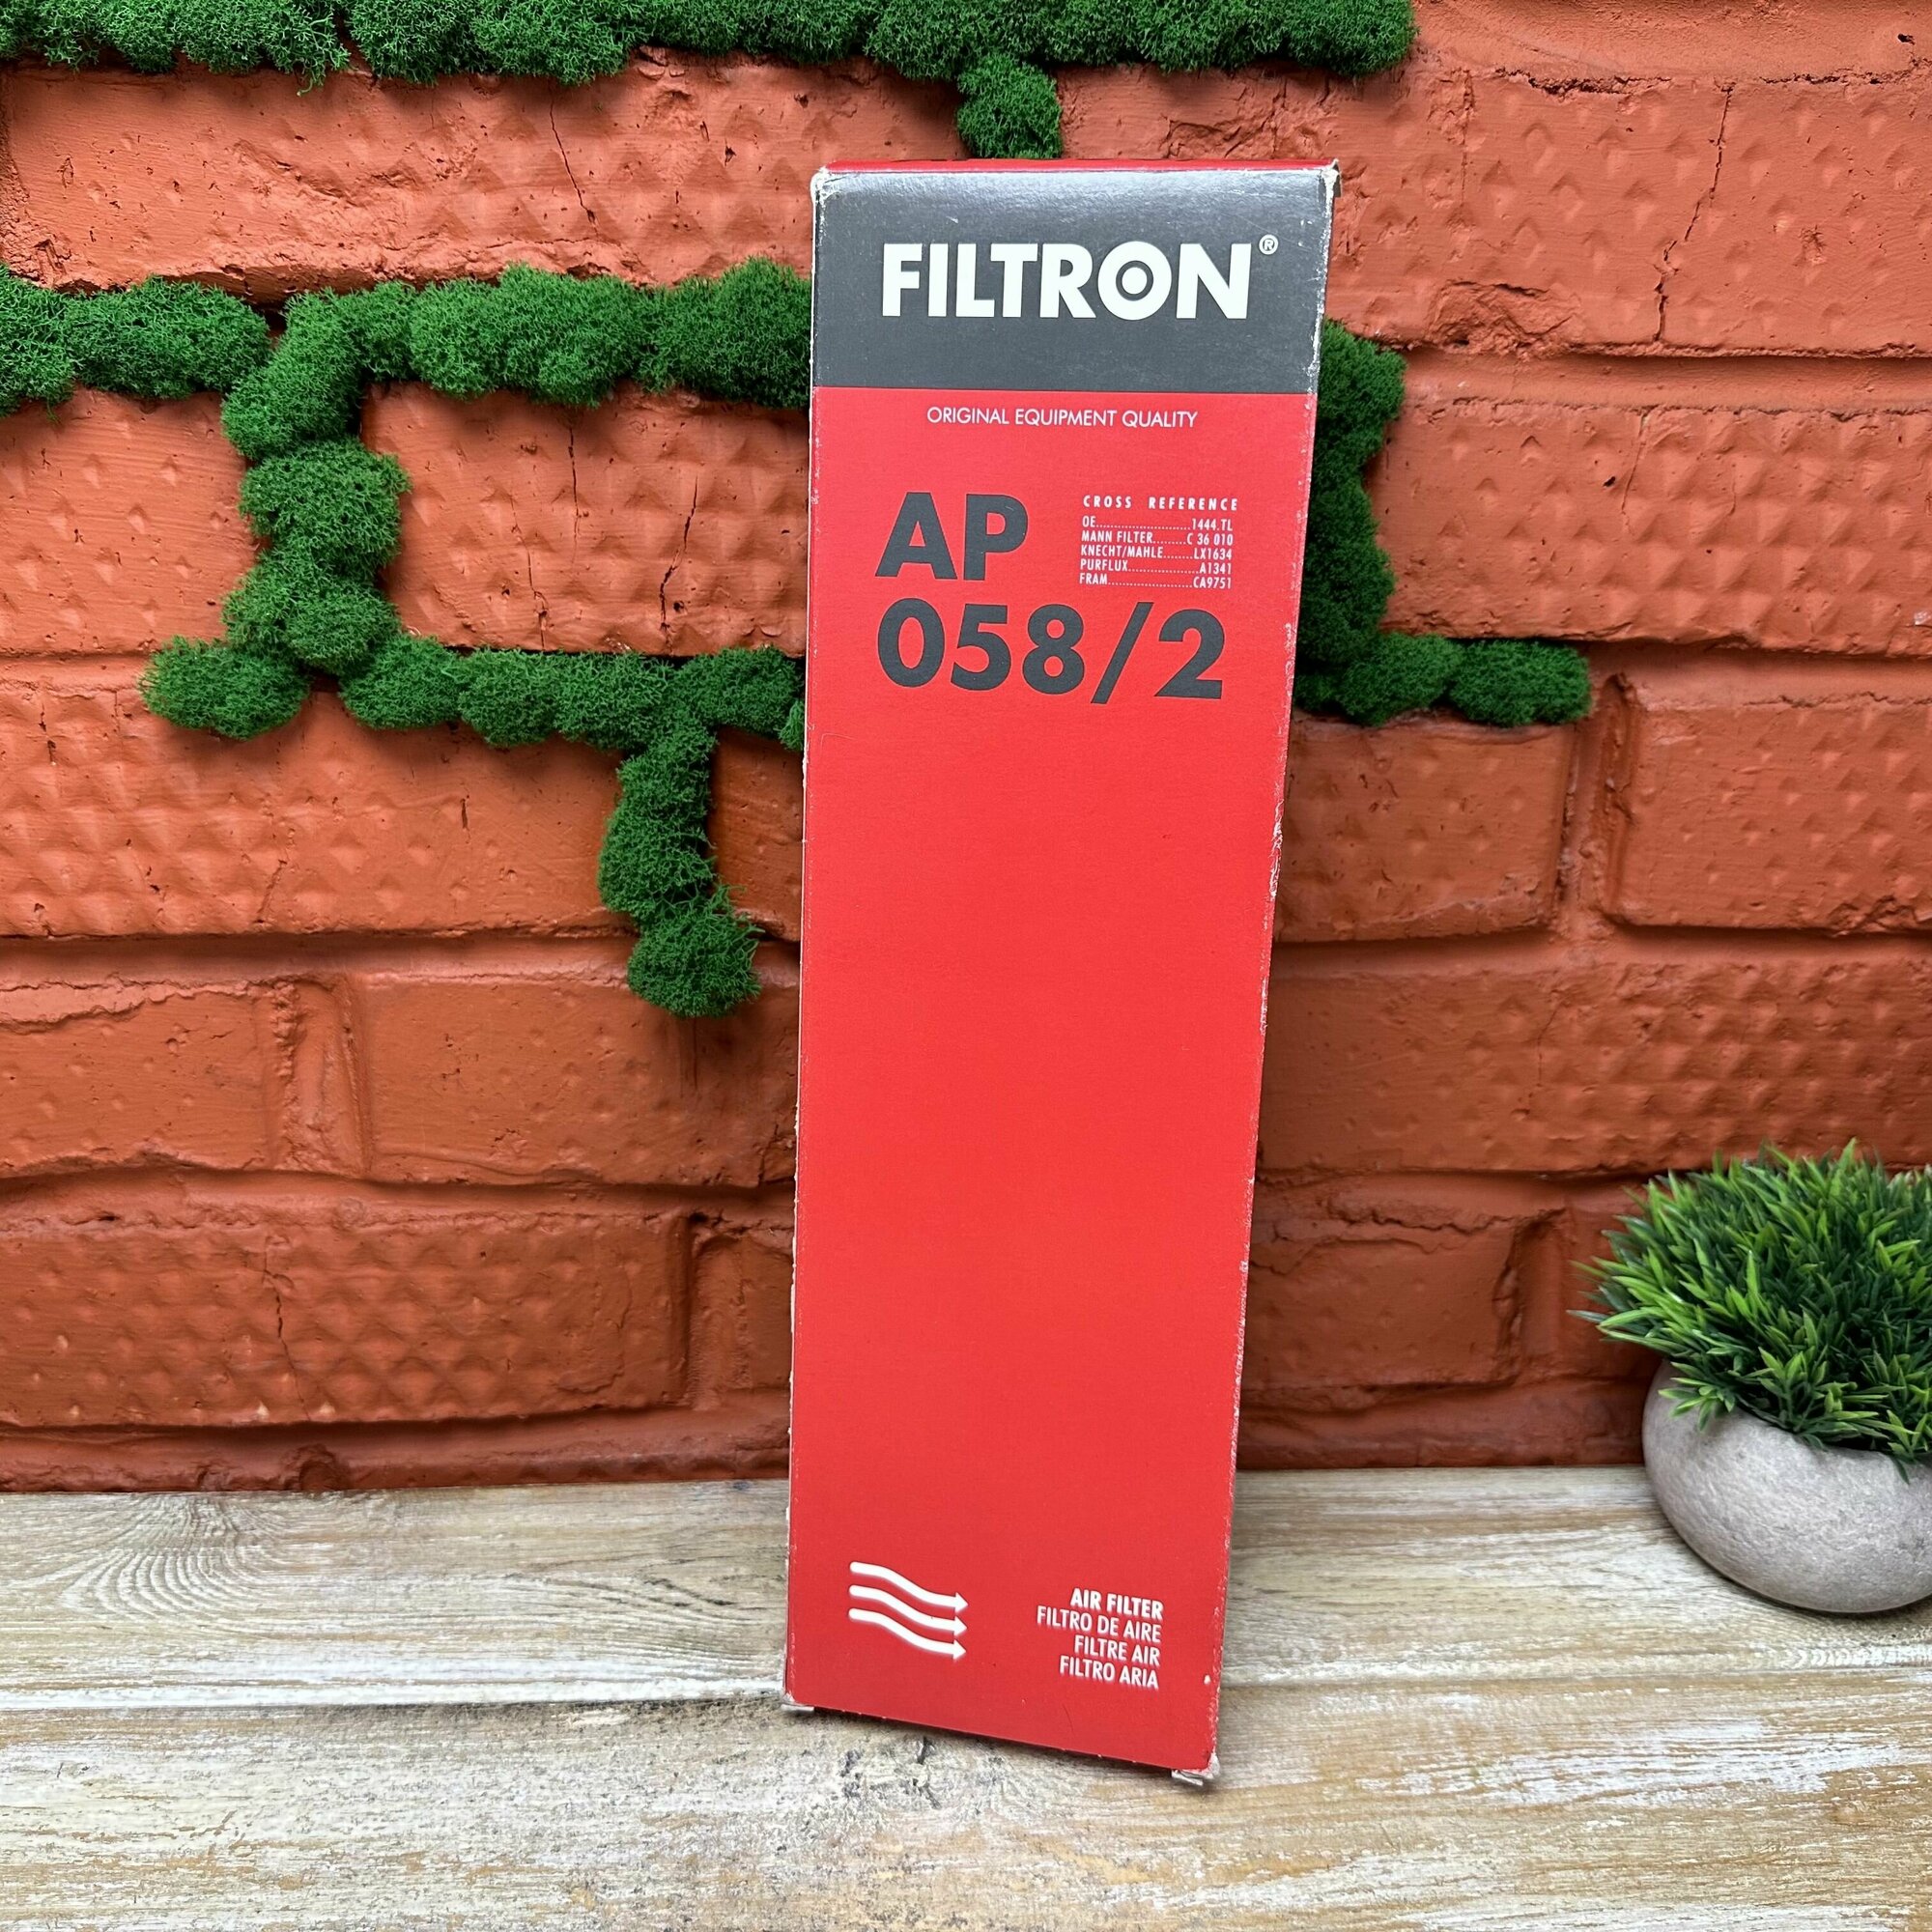 FILTRON®
ORIGINAL EQUIPMENT QUALITY
AP
058/2
CROSS REFERENCE
OE..........................1444.TL
MANN FILTER.........C 36 010
KNECHT/MAHLE........LX1634
PURFLUX...................A1341
FRAM.......................CA9751
AIR FILTER
FILTRO DE AIRE
FILTRE AIR
FILTRO ARIA